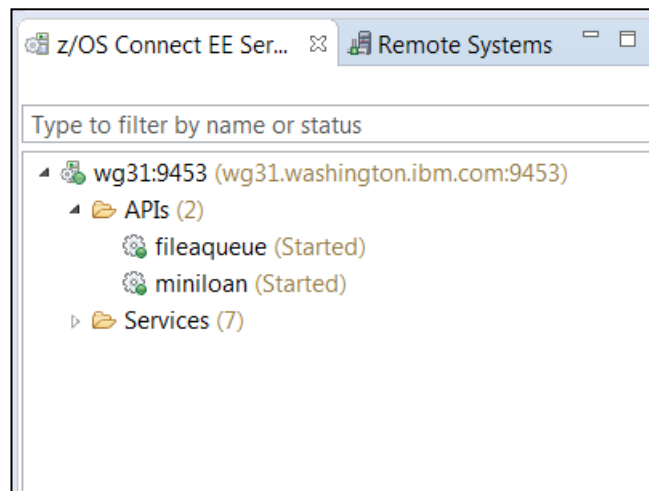 z/OS Connect EE Ser... Remote Systems
Type to filter by name or status
wg31:9453 (wg31.washington.ibm.com:9453)
APIs (2)
fileaqueue (Started)
miniloan (Started)
Services (7)